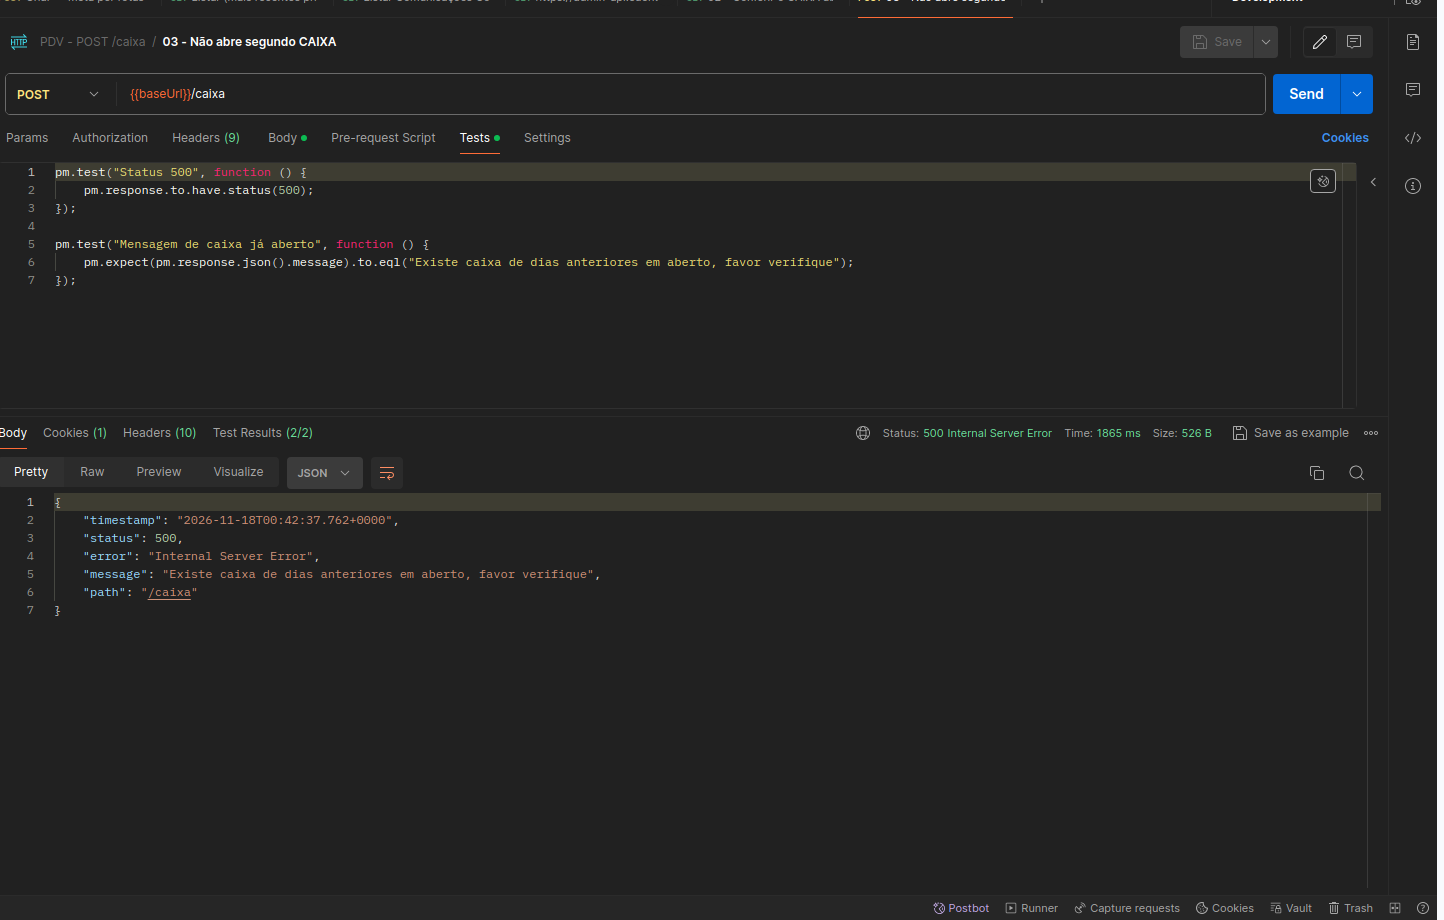 PDV - POST /caixa / 03 - Não abre segundo CAIXA
Save
POST
{{baseUrl}}/caixa
Send
Params
Authorization
Headers (9)
Body
Pre-request Script
Tests
Settings
Cookies
1 pm.test("Status 500", function () {
2 pm.response.to.have.status(500);
3 });
4
5 pm.test("Mensagem de caixa já aberto", function () {
6 pm.expect(pm.response.json().message).to.eql("Existe caixa de dias anteriores em aberto, favor verifique");
7 });
Body
Cookies (1)
Headers (10)
Test Results (2/2)
Status: 500 Internal Server Error
Time: 1865 ms
Size: 526 B
Save as example
Pretty
Raw
Preview
Visualize
JSON
1 {
2 "timestamp": "2026-11-18T00:42:37.762+0000",
3 "status": 500,
4 "error": "Internal Server Error",
5 "message": "Existe caixa de dias anteriores em aberto, favor verifique",
6 "path": "/caixa"
7 }
Postbot
Runner
Capture requests
Cookies
Vault
Trash